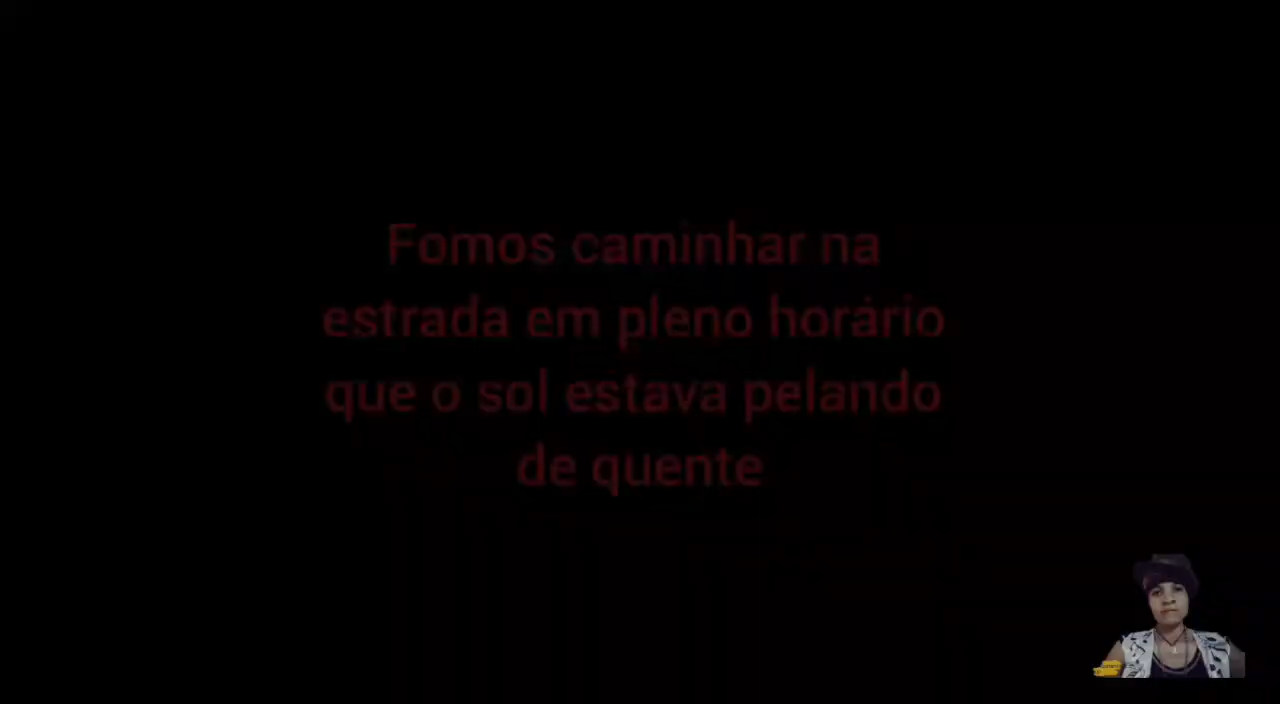 Fomos caminhar na
estrada em pleno horário
que o sol estava pelando
de quente